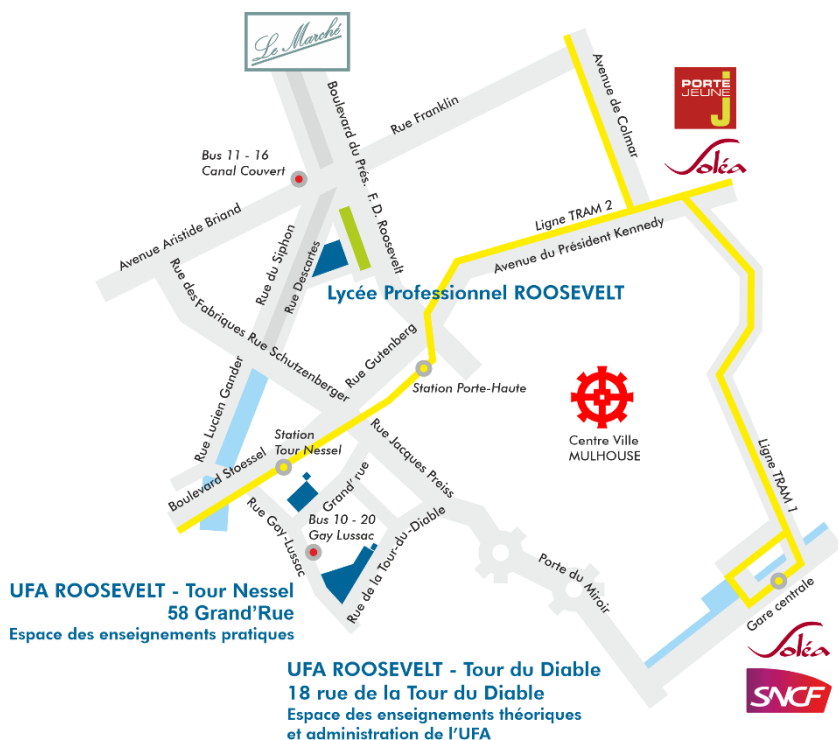 Le Marché
Boulevard du Prés. F. D. Roosevelt
Rue Franklin
Avenue de Colmar
PORTE
JEUNE
J
Soléa
Bus 11 - 16
Canal Couvert
Avenue Aristide Briand
Rue du Siphon
Rue Descartes
Ligne TRAM 2
Avenue du Président Kennedy
Lycée Professionnel ROOSEVELT
Rue des Fabriques
Rue Schutzenberger
Rue Gutenberg
Rue Lucien Gander
Station Porte-Haute
Centre Ville
MULHOUSE
Station
Tour Nessel
Boulevard Stoessel
Rue Jacques Preiss
Grand'rue
Rue Gay-Lussac
Bus 10 - 20
Gay Lussac
Rue de la Tour-du-Diable
Ligne TRAM 1
Porte du Miroir
Gare centrale
UFA ROOSEVELT - Tour Nessel
58 Grand'Rue
Espace des enseignements pratiques
Soléa
SNCF
UFA ROOSEVELT - Tour du Diable
18 rue de la Tour du Diable
Espace des enseignements théoriques
et administration de l'UFA